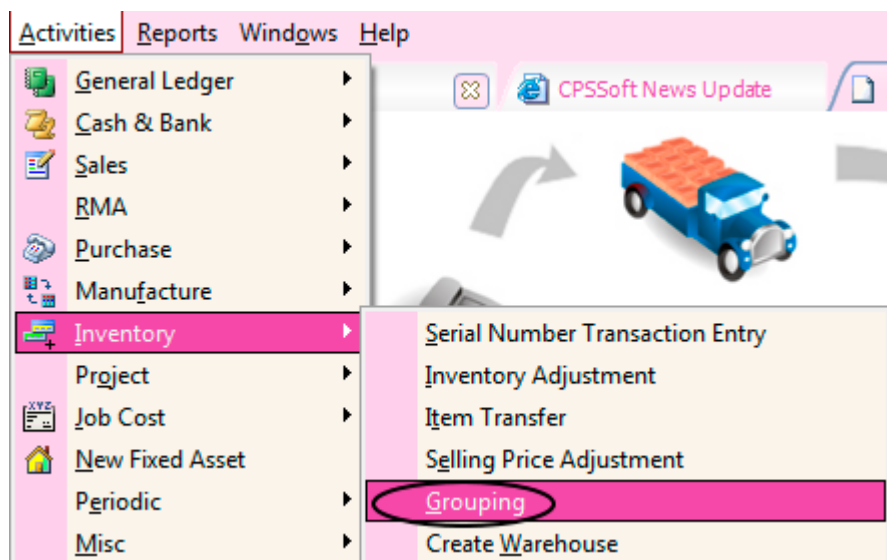 Activities Reports Windows Help
General Ledger
CPSSoft News Update
Cash & Bank
Sales
RMA
Purchase
Manufacture
Inventory
Serial Number Transaction Entry
Project
Inventory Adjustment
Job Cost
Item Transfer
New Fixed Asset
Selling Price Adjustment
Periodic
Grouping
Misc
Create Warehouse